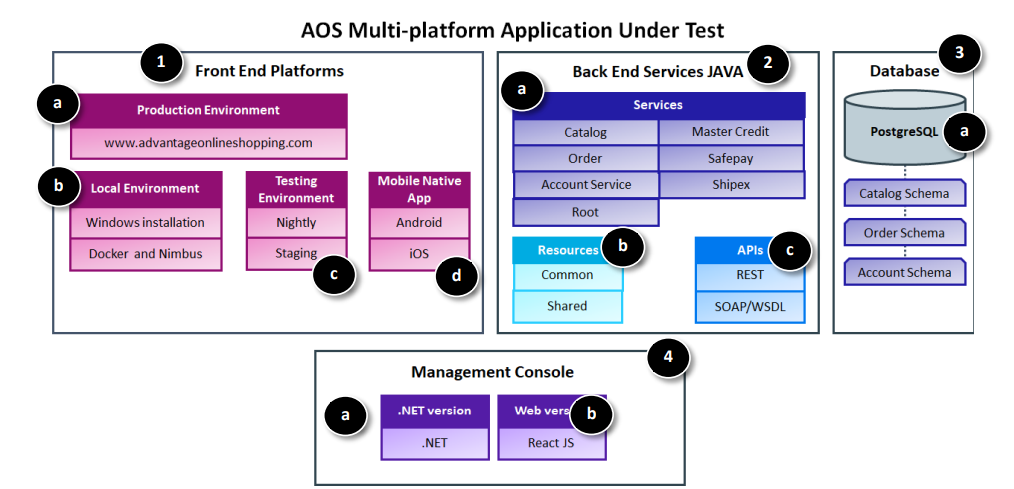 AOS Multi-platform Application Under Test
1
Front End Platforms
a
Production Environment
www.advantageonlineshopping.com
b
Local Environment
Windows installation
Docker and Nimbus
Testing
Environment
Nightly
Staging
c
Mobile Native
App
Android
iOS
d
2
Back End Services JAVA
a
Services
Catalog
Master Credit
Order
Safepay
Account Service
Shipex
Root
Resources
b
Common
Shared
APIs
c
REST
SOAP/WSDL
3
Database
PostgreSQL
a
Catalog Schema
Order Schema
Account Schema
4
Management Console
a
.NET version
.NET
Web vers
b
React JS